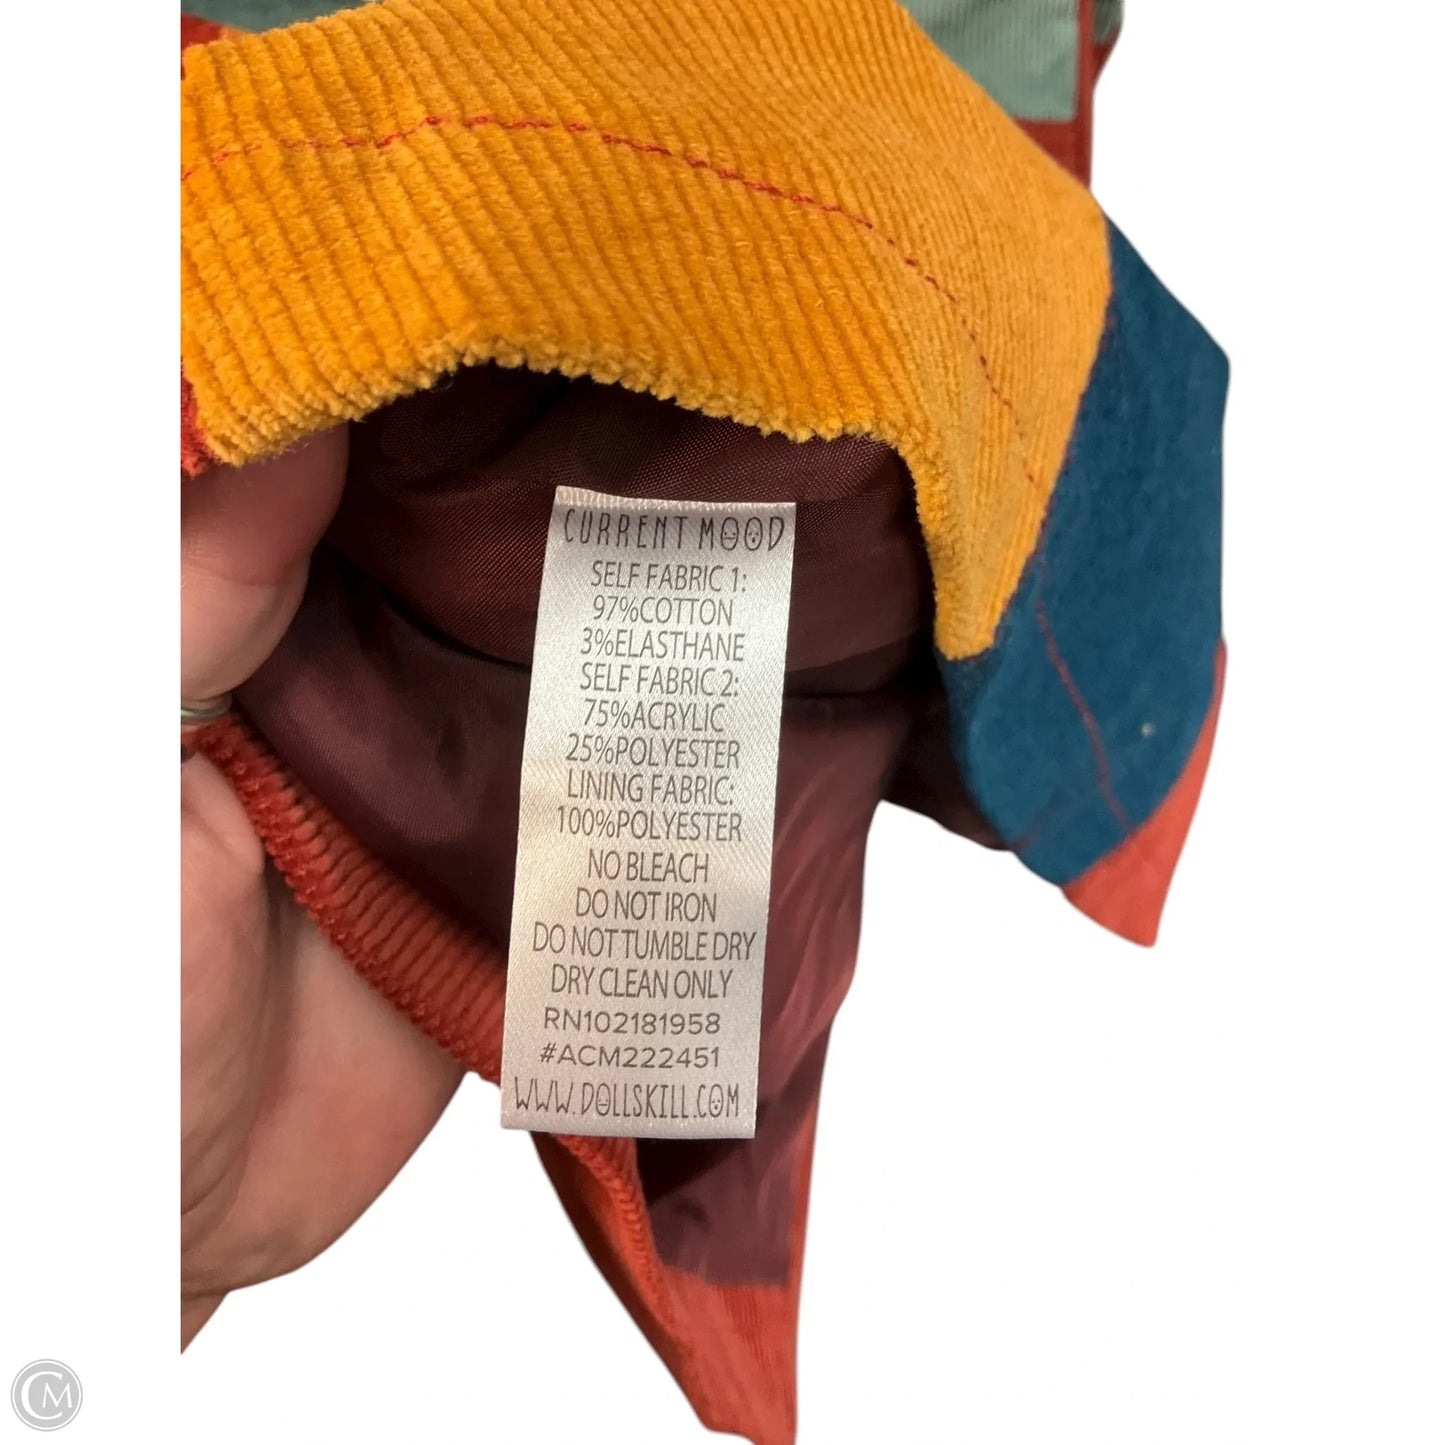 CURRENT MOOD
SELF FABRIC 1:
97%COTTON
3%ELASTHANE
SELF FABRIC 2:
75%ACRYLIC
25%POLYESTER
LINING FABRIC:
100%POLYESTER
NO BLEACH
DO NOT IRON
DO NOT TUMBLE DRY
DRY CLEAN ONLY
RN102181958
#ACM222451
WWW.DOLLSKILL.COM
CM